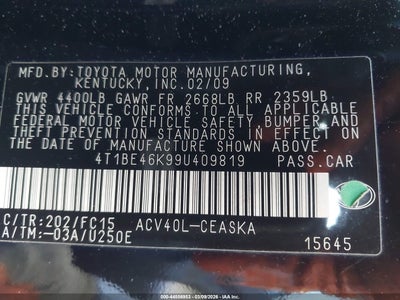 MFD.BY:TOYOTA MOTOR MANUFACTURING,
KENTUCKY,INC.02/09
GVWR 4400LB GAWR FR 2668LB RR 2359LB
THIS VEHICLE CONFORMS TO ALL APPLICABLE
FEDERAL MOTOR VEHICLE SAFETY, BUMPER, AND
THEFT PREVENTION STANDARDS IN EFFECT ON
THE DATE OF MANUFACTURE SHOWN ABOVE.
4T1BE46K99U409819 PASS.CAR
C/TR:202/FC15 ACV40L-CEASKA
A/TM:-03A/U250E
15645